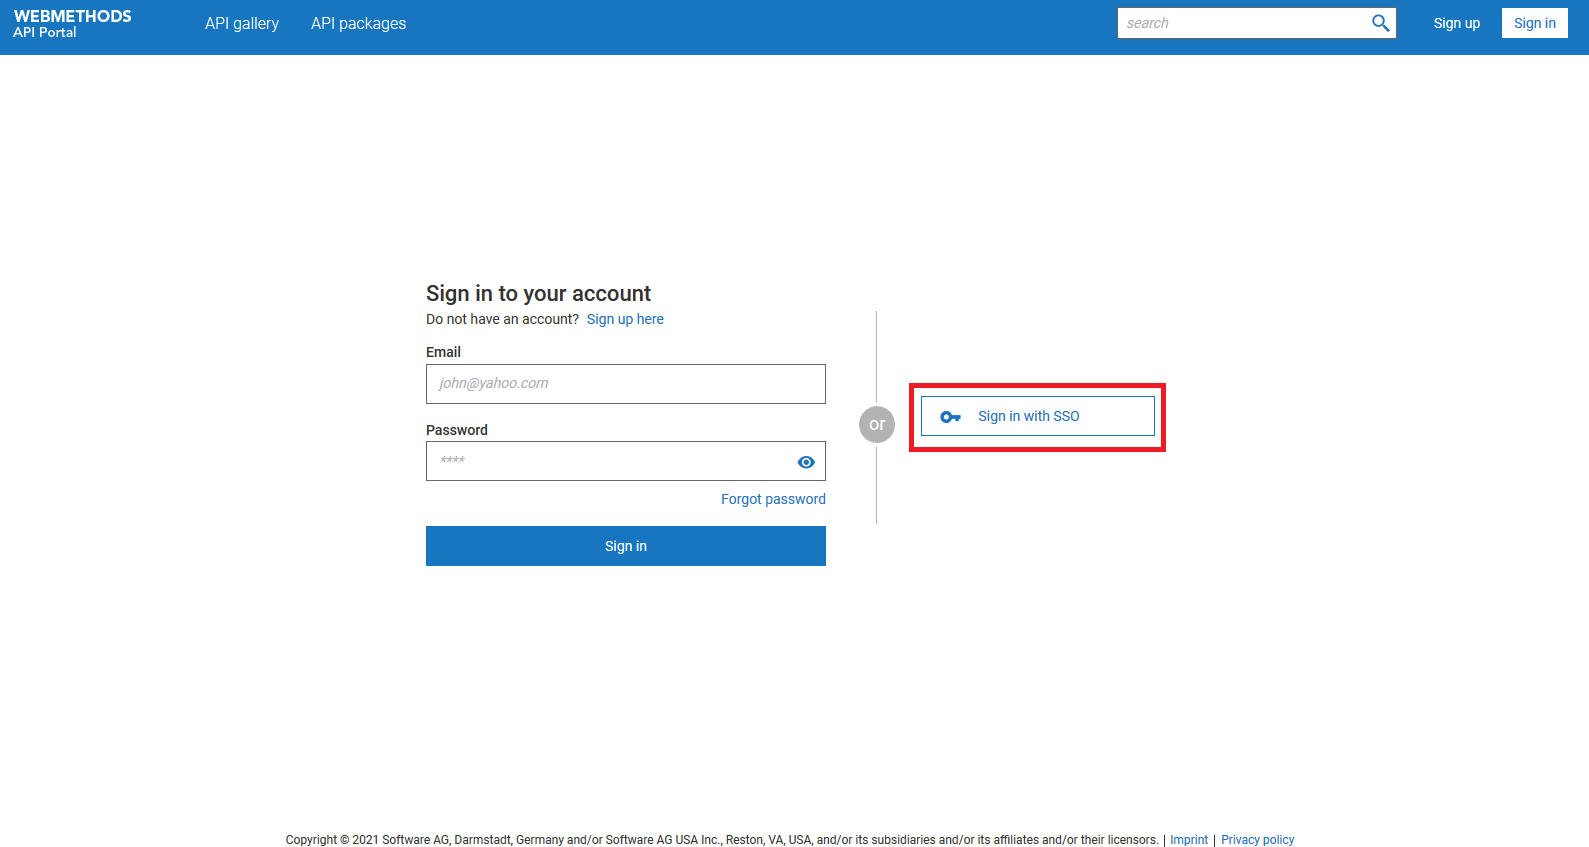 WEBMETHODS
API Portal
API gallery
API packages
search
Sign up
Sign in
Sign in to your account
Do not have an account? Sign up here
Email
john@yahoo.com
Password
****
Forgot password
Sign in
or
Sign in with SSO
Copyright © 2021 Software AG, Darmstadt, Germany and/or Software AG USA Inc., Reston, VA, USA, and/or its subsidiaries and/or its affiliates and/or their licensors. | Imprint | Privacy policy